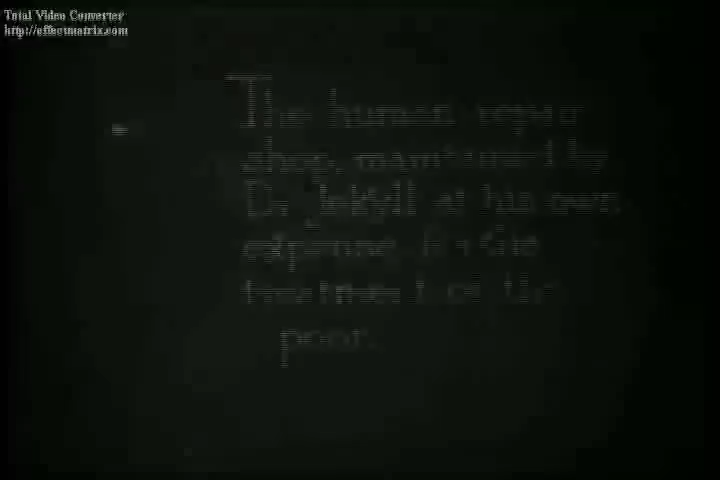 Trial Video Converter
http://effectmatrix.com
The human repair
shop, maintained by
Dr. Jekyll at his own
expense, for the
treatment of the
poor.